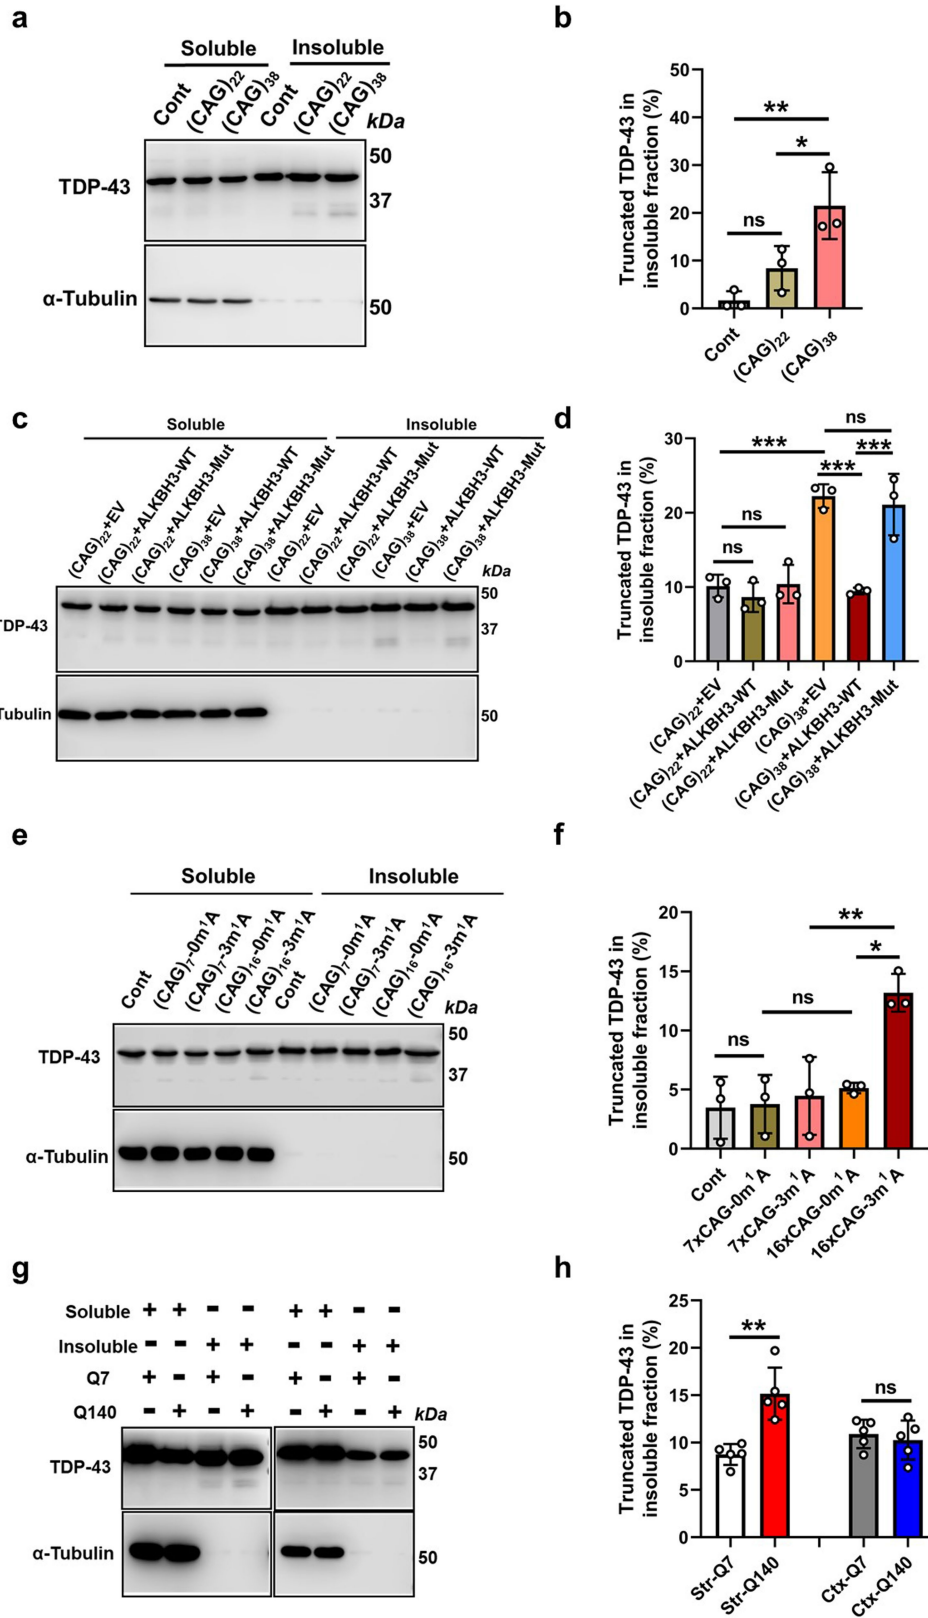 a
Soluble Insoluble
Cont (CAG)22 (CAG)38 Cont (CAG)22 (CAG)38 kDa
TDP-43
50
37
α-Tubulin
50
b
Truncated TDP-43 in
insoluble fraction (%)
50
40
30
20
10
0
**
*
ns
Cont (CAG)22 (CAG)38
c
Soluble Insoluble
(CAG)22+EV (CAG)22+ALKBH3-WT (CAG)22+ALKBH3-Mut (CAG)38+EV (CAG)38+ALKBH3-WT (CAG)38+ALKBH3-Mut (CAG)22+EV (CAG)22+ALKBH3-WT (CAG)22+ALKBH3-Mut (CAG)38+EV (CAG)38+ALKBH3-WT (CAG)38+ALKBH3-Mut
kDa
TDP-43
50
37
Tubulin
50
d
Truncated TDP-43 in
insoluble fraction (%)
30
20
10
0
ns
*** ***
***
ns
ns
(CAG)22+EV (CAG)22+ALKBH3-WT (CAG)22+ALKBH3-Mut (CAG)38+EV (CAG)38+ALKBH3-WT (CAG)38+ALKBH3-Mut
e
Soluble Insoluble
Cont (CAG)7-0m1A (CAG)7-3m1A (CAG)16-0m1A (CAG)16-3m1A Cont (CAG)7-0m1A (CAG)7-3m1A (CAG)16-0m1A (CAG)16-3m1A
kDa
TDP-43
50
37
α-Tubulin
50
f
Truncated TDP-43 in
insoluble fraction (%)
20
15
10
5
0
**
*
ns
ns
Cont 7xCAG-0m1A 7xCAG-3m1A 16xCAG-0m1A 16xCAG-3m1A
g
Soluble + + - - + + - -
Insoluble - - + + - - + +
Q7 + - + - + - + -
Q140 - + - + - + - + kDa
TDP-43
50
37
α-Tubulin
50
h
Truncated TDP-43 in
insoluble fraction (%)
25
20
15
10
5
0
**
ns
Str-Q7 Str-Q140 Ctx-Q7 Ctx-Q140